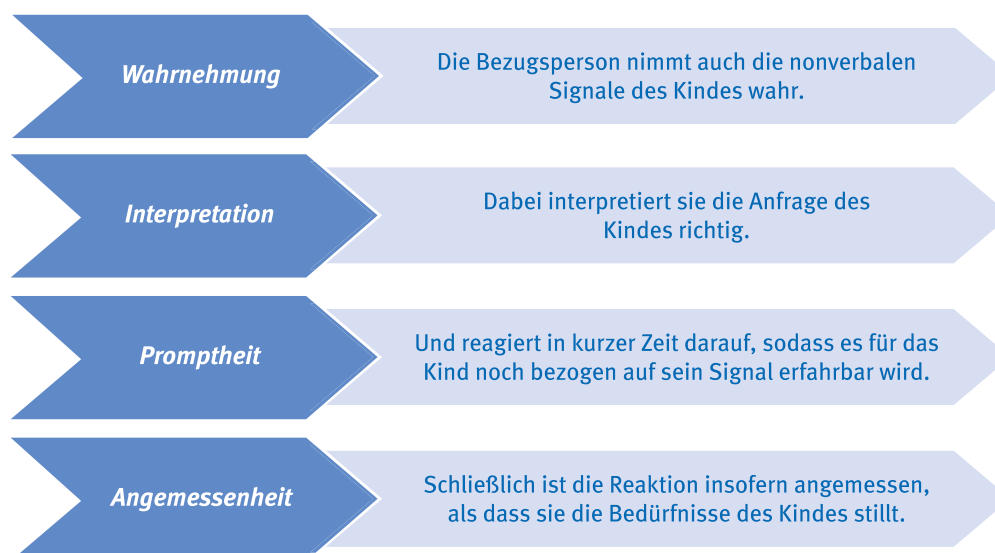 Wahrnehmung
Die Bezugsperson nimmt auch die nonverbalen
Signale des Kindes wahr.
Interpretation
Dabei interpretiert sie die Anfrage des
Kindes richtig.
Promptheit
Und reagiert in kurzer Zeit darauf, sodass es für das
Kind noch bezogen auf sein Signal erfahrbar wird.
Angemessenheit
Schließlich ist die Reaktion insofern angemessen,
als dass sie die Bedürfnisse des Kindes stillt.